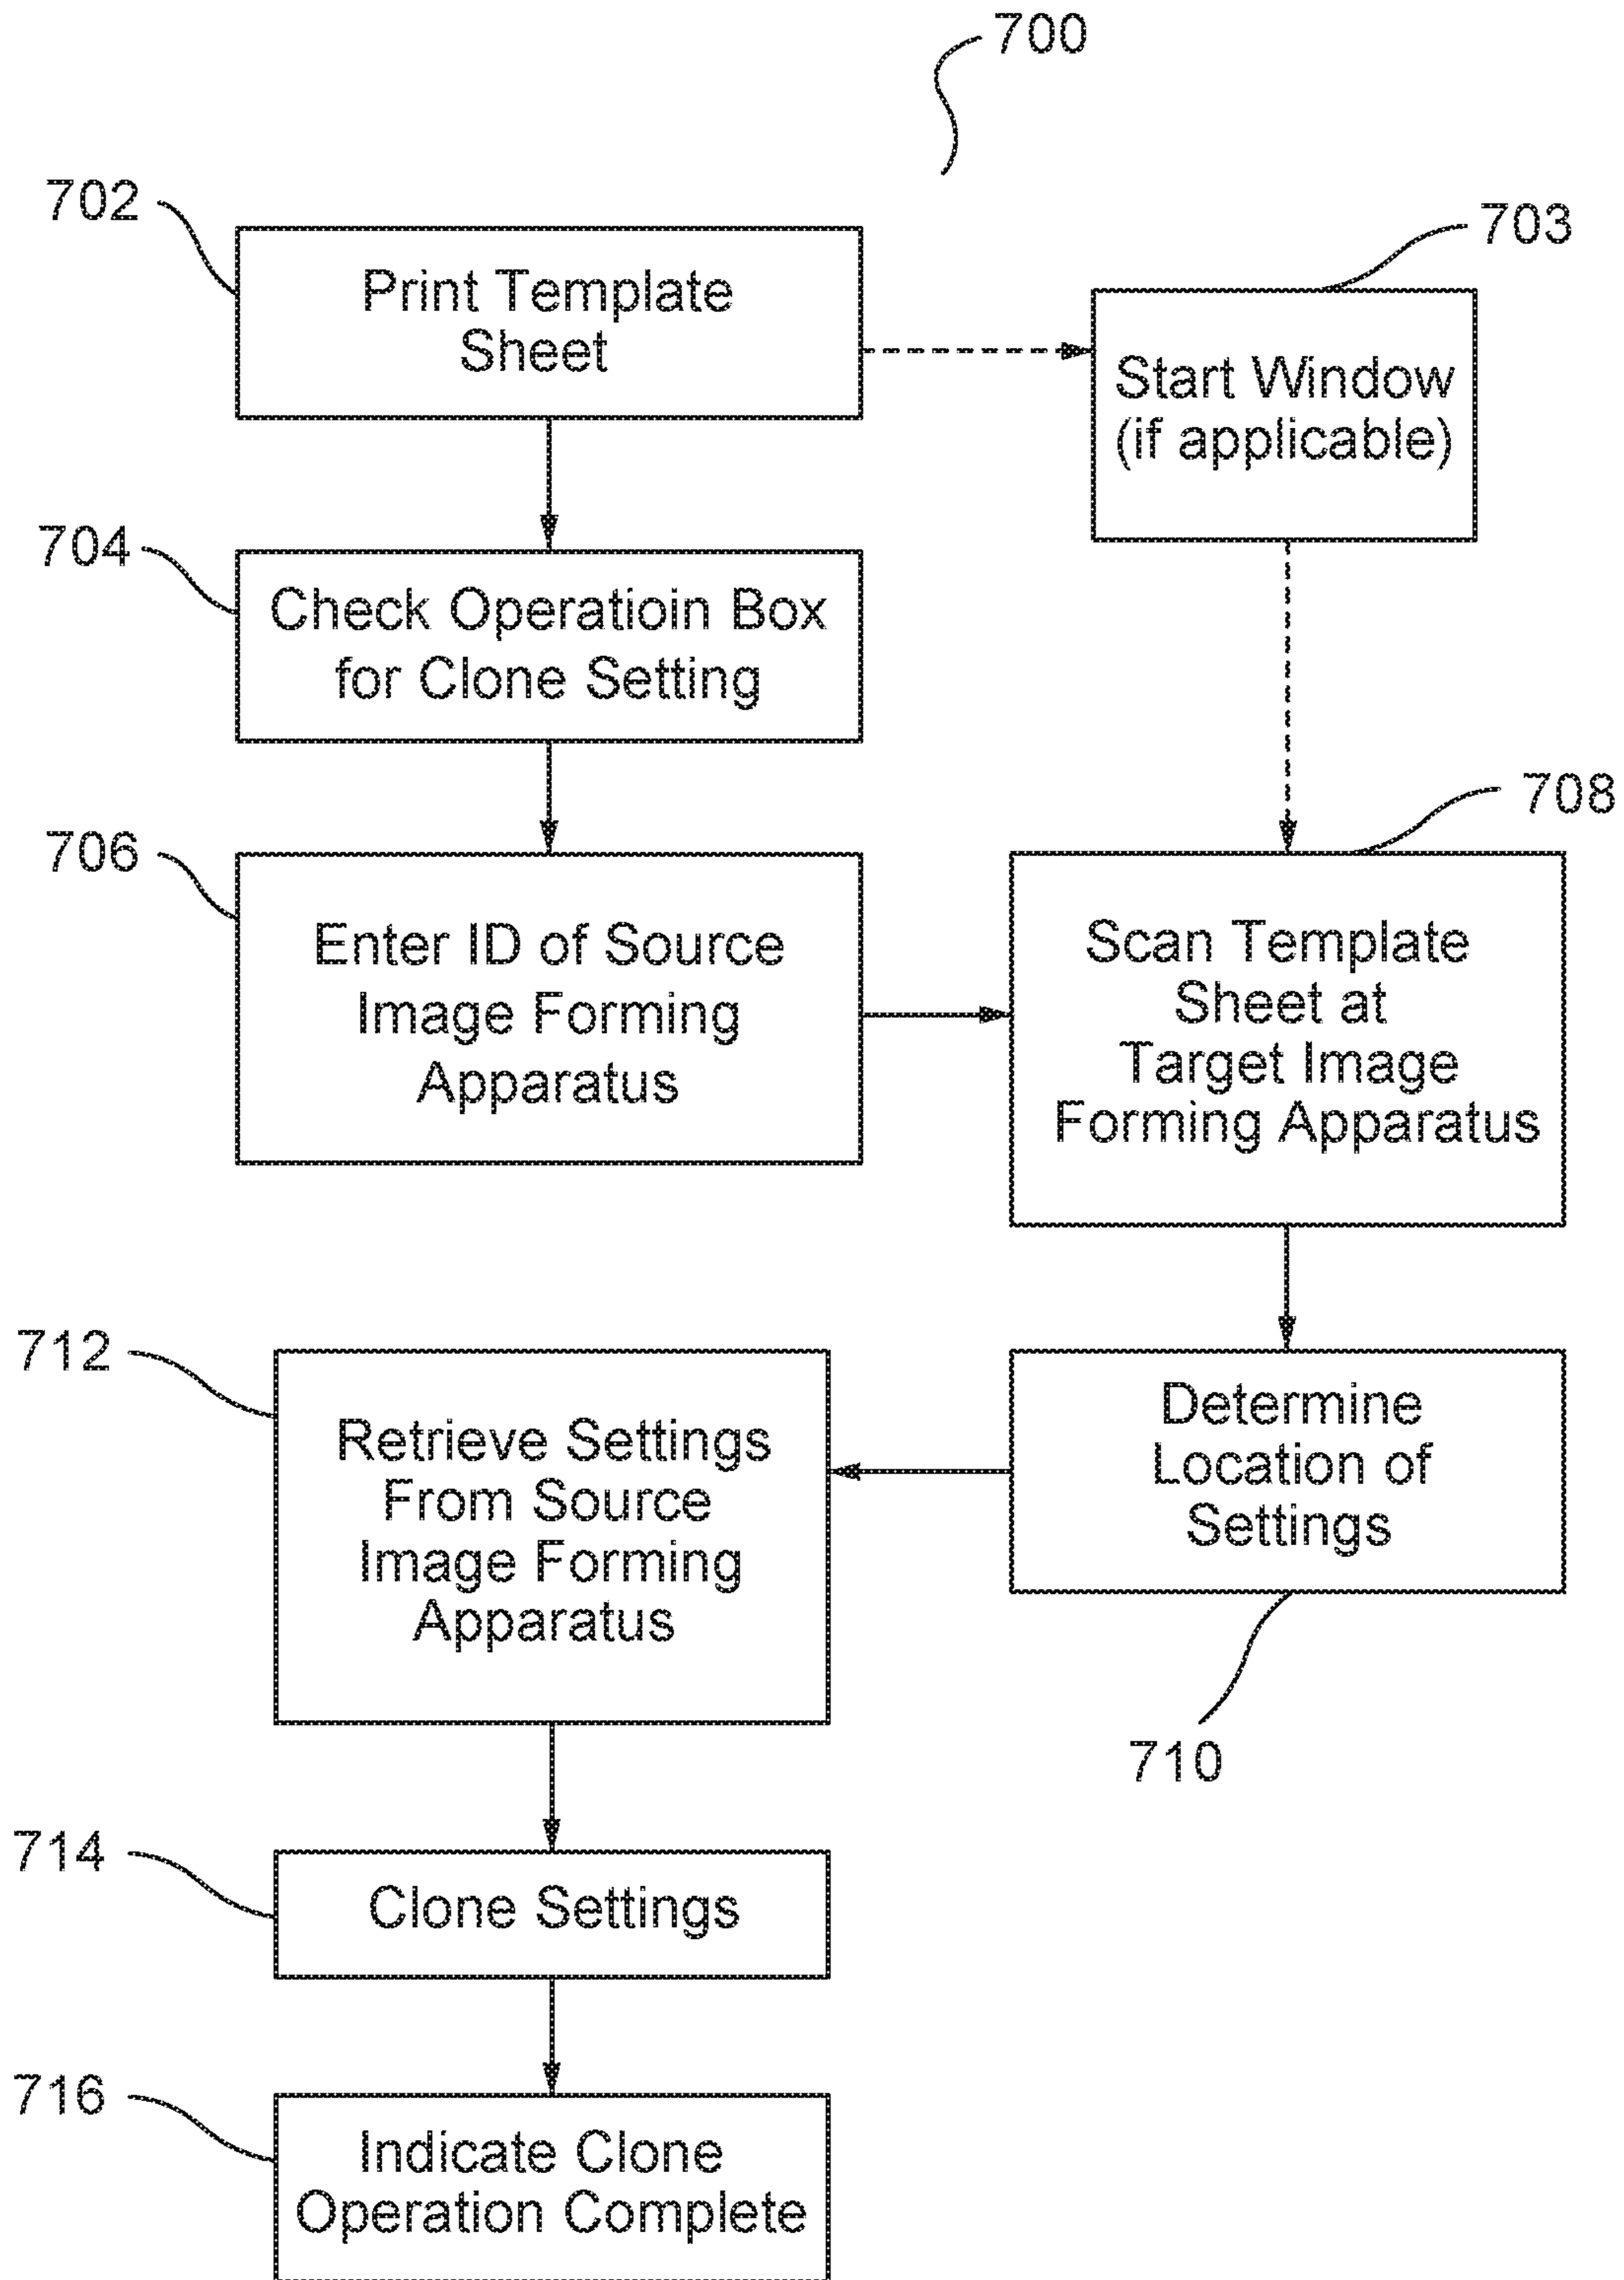 700
702
Print Template
Sheet
703
Start Window
(if applicable)
704
Check Operatioin Box
for Clone Setting
706
Enter ID of Source
Image Forming
Apparatus
708
Scan Template
Sheet at
Target Image
Forming Apparatus
710
Determine
Location of
Settings
712
Retrieve Settings
From Source
Image Forming
Apparatus
714
Clone Settings
716
Indicate Clone
Operation Complete